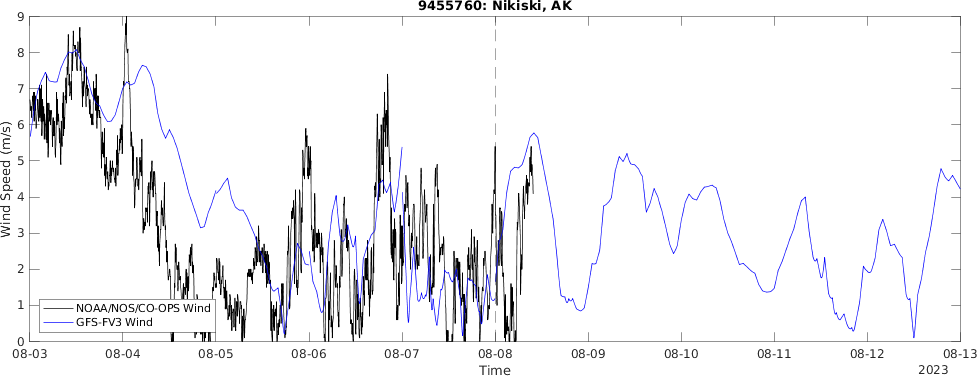 9455760: Nikiski, AK
Wind Speed (m/s)
9
8
7
6
5
4
3
2
1
0
NOAA/NOS/CO-OPS Wind
GFS-FV3 Wind
08-03 08-04 08-05 08-06 08-07 08-08 08-09 08-10 08-11 08-12 08-13
Time
2023